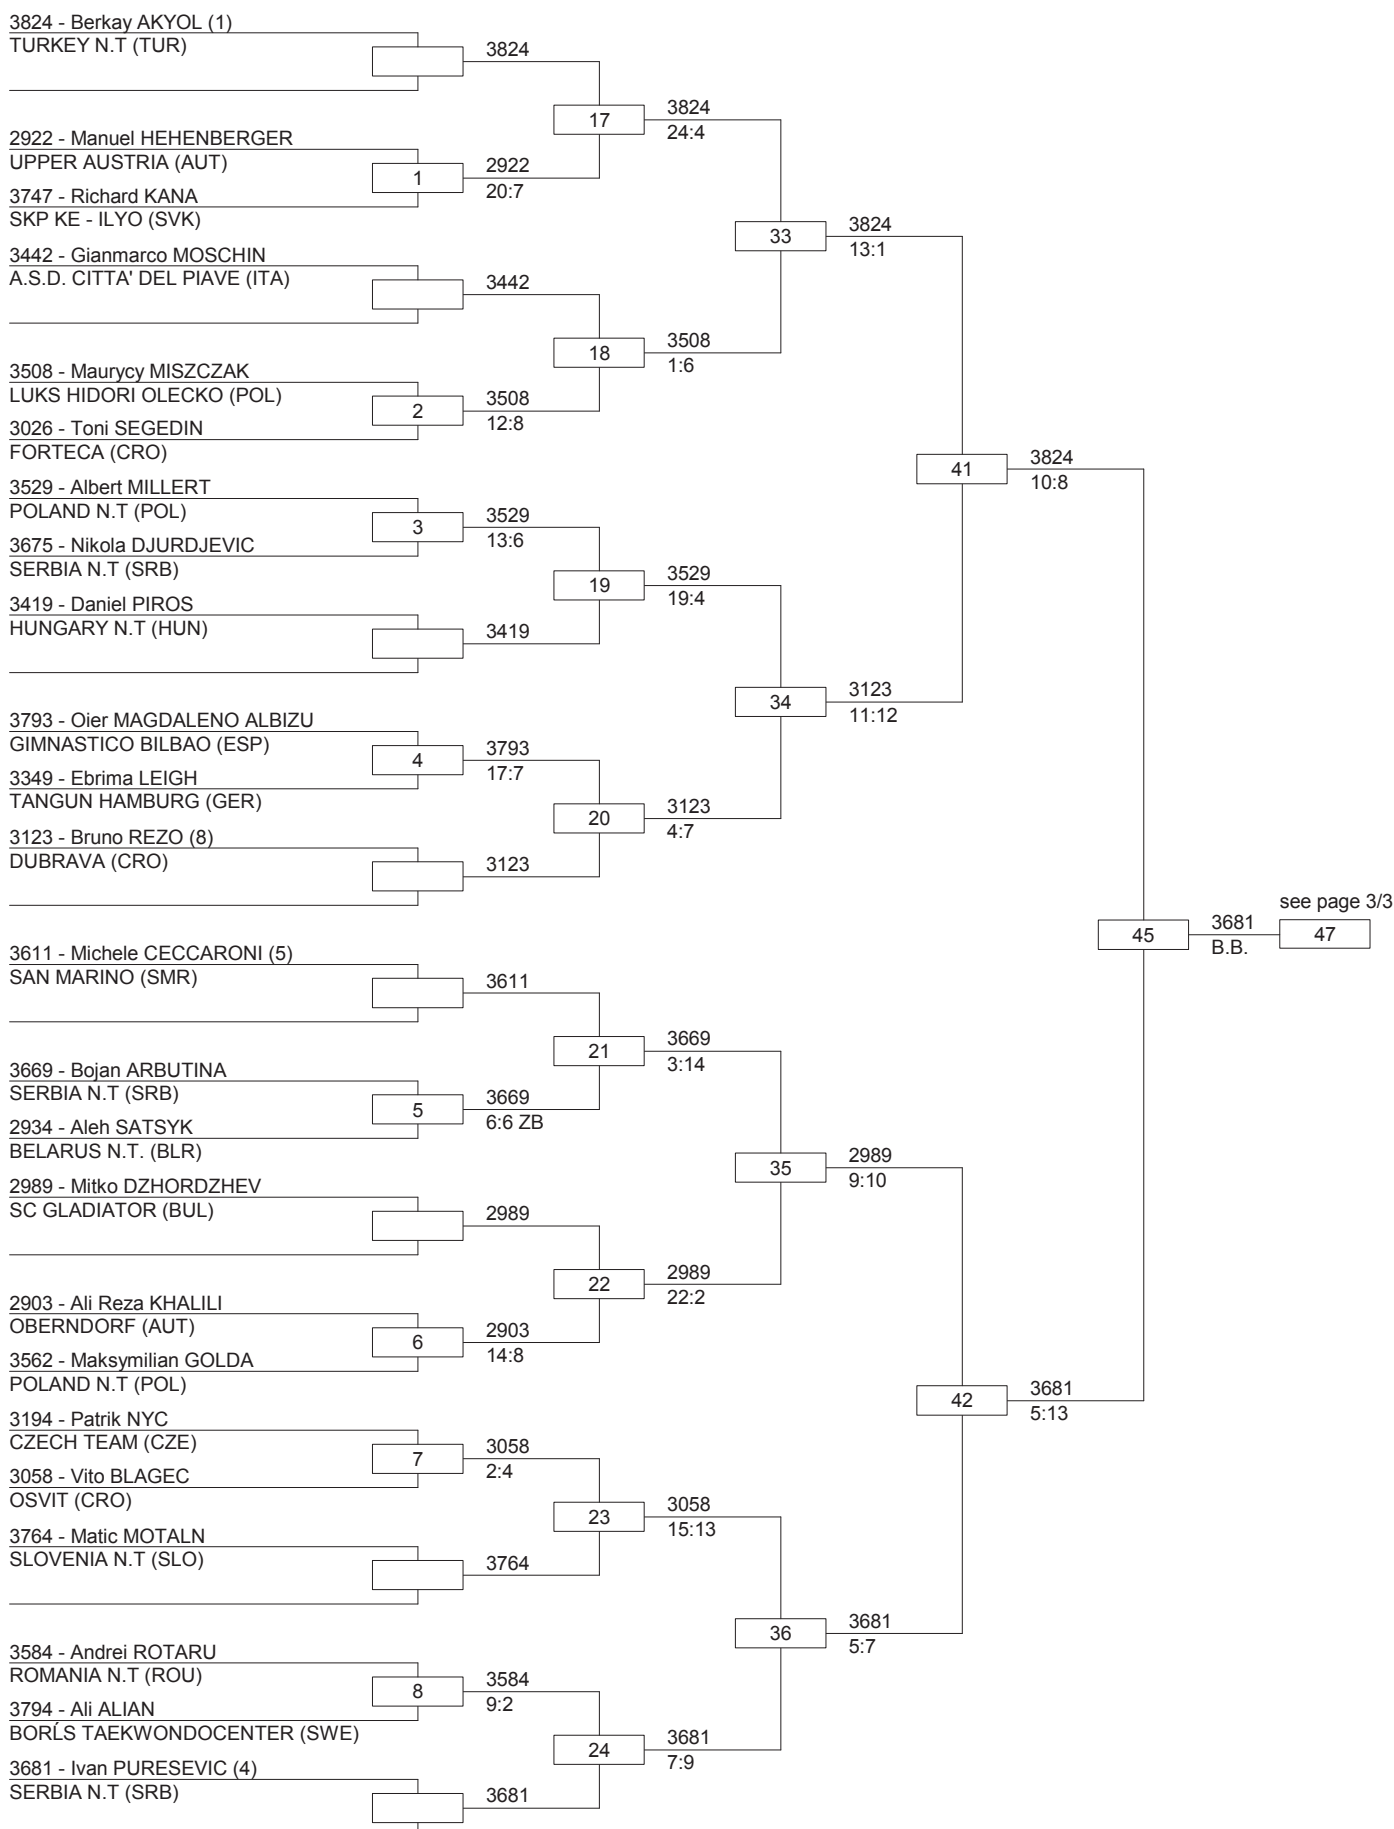 3824 - Berkay AKYOL (1)
TURKEY N.T (TUR)
3824
17
3824
24:4
2922 - Manuel HEHENBERGER
UPPER AUSTRIA (AUT)
1
2922
20:7
3747 - Richard KANA
SKP KE - ILYO (SVK)
33
3824
13:1
3442 - Gianmarco MOSCHIN
A.S.D. CITTA' DEL PIAVE (ITA)
3442
18
3508
1:6
3508 - Maurycy MISZCZAK
LUKS HIDORI OLECKO (POL)
2
3508
12:8
3026 - Toni SEGEDIN
FORTECA (CRO)
41
3824
10:8
3529 - Albert MILLERT
POLAND N.T (POL)
3
3529
13:6
3675 - Nikola DJURDJEVIC
SERBIA N.T (SRB)
19
3529
19:4
3419 - Daniel PIROS
HUNGARY N.T (HUN)
3419
34
3123
11:12
3793 - Oier MAGDALENO ALBIZU
GIMNASTICO BILBAO (ESP)
4
3793
17:7
3349 - Ebrima LEIGH
TANGUN HAMBURG (GER)
20
3123
4:7
3123 - Bruno REZO (8)
DUBRAVA (CRO)
3123
see page 3/3
45
3681
B.B.
47
3611 - Michele CECCARONI (5)
SAN MARINO (SMR)
3611
21
3669
3:14
3669 - Bojan ARBUTINA
SERBIA N.T (SRB)
5
3669
6:6 ZB
2934 - Aleh SATSYK
BELARUS N.T. (BLR)
35
2989
9:10
2989 - Mitko DZHORDZHEV
SC GLADIATOR (BUL)
2989
22
2989
22:2
2903 - Ali Reza KHALILI
OBERNDORF (AUT)
6
2903
14:8
3562 - Maksymilian GOLDA
POLAND N.T (POL)
42
3681
5:13
3194 - Patrik NYC
CZECH TEAM (CZE)
7
3058
2:4
3058 - Vito BLAGEC
OSVIT (CRO)
23
3058
15:13
3764 - Matic MOTALN
SLOVENIA N.T (SLO)
3764
36
3681
5:7
3584 - Andrei ROTARU
ROMANIA N.T (ROU)
8
3584
9:2
3794 - Ali ALIAN
BORĹS TAEKWONDOCENTER (SWE)
24
3681
7:9
3681 - Ivan PURESEVIC (4)
SERBIA N.T (SRB)
3681